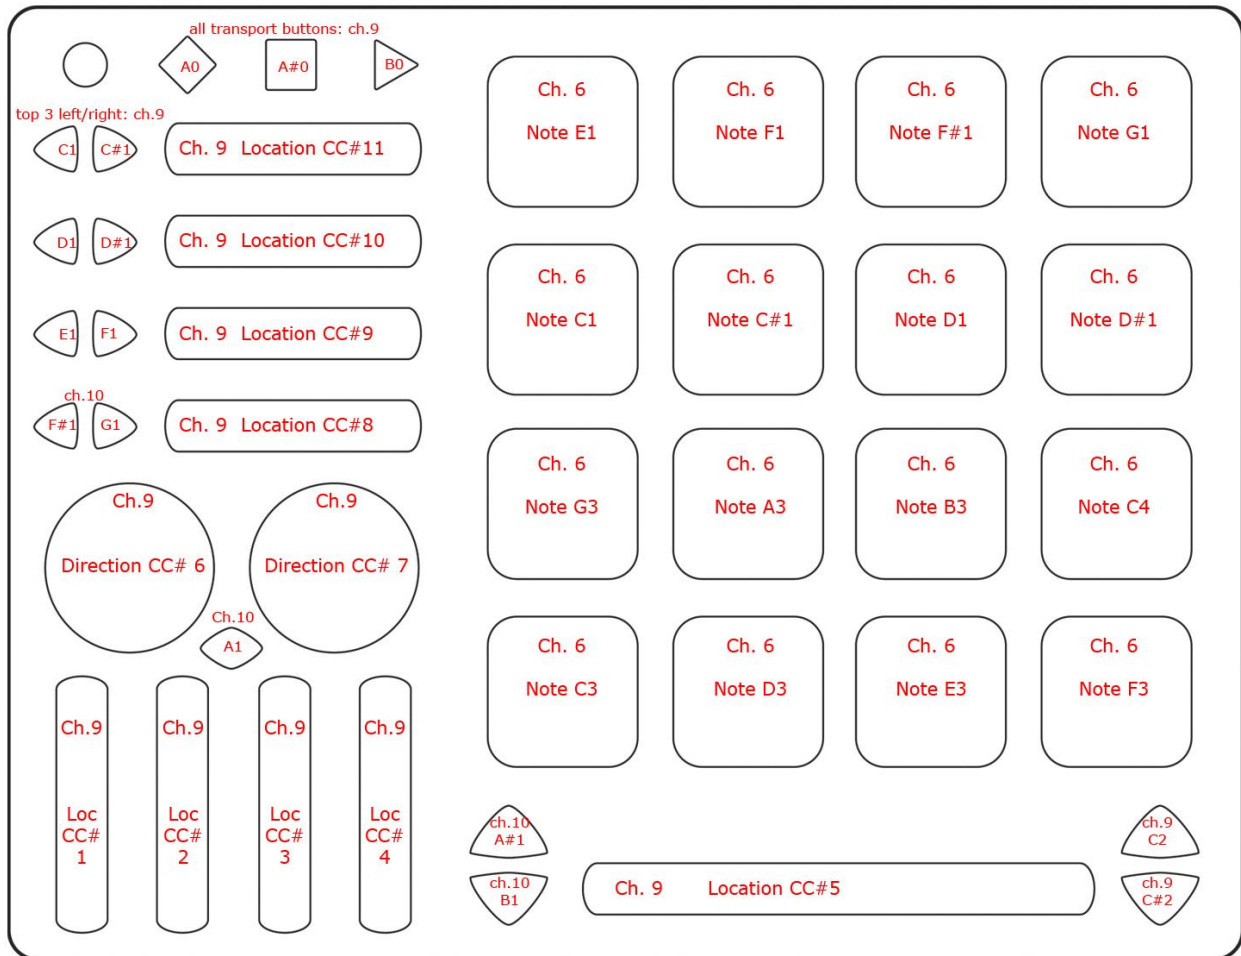 all transport buttons: ch.9
A0
A#0
B0
top 3 left/right: ch.9
C1
C#1
Ch. 9 Location CC#11
D1
D#1
Ch. 9 Location CC#10
E1
F1
Ch. 9 Location CC#9
ch.10
F#1
G1
Ch. 9 Location CC#8
Ch.9
Direction CC# 6
Ch.9
Direction CC# 7
Ch.10
A1
Ch.9
Loc
CC#
1
Ch.9
Loc
CC#
2
Ch.9
Loc
CC#
3
Ch.9
Loc
CC#
4
Ch. 6
Note E1
Ch. 6
Note F1
Ch. 6
Note F#1
Ch. 6
Note G1
Ch. 6
Note C1
Ch. 6
Note C#1
Ch. 6
Note D1
Ch. 6
Note D#1
Ch. 6
Note G3
Ch. 6
Note A3
Ch. 6
Note B3
Ch. 6
Note C4
Ch. 6
Note C3
Ch. 6
Note D3
Ch. 6
Note E3
Ch. 6
Note F3
ch.10
A#1
ch.10
B1
Ch. 9 Location CC#5
ch.9
C2
ch.9
C#2